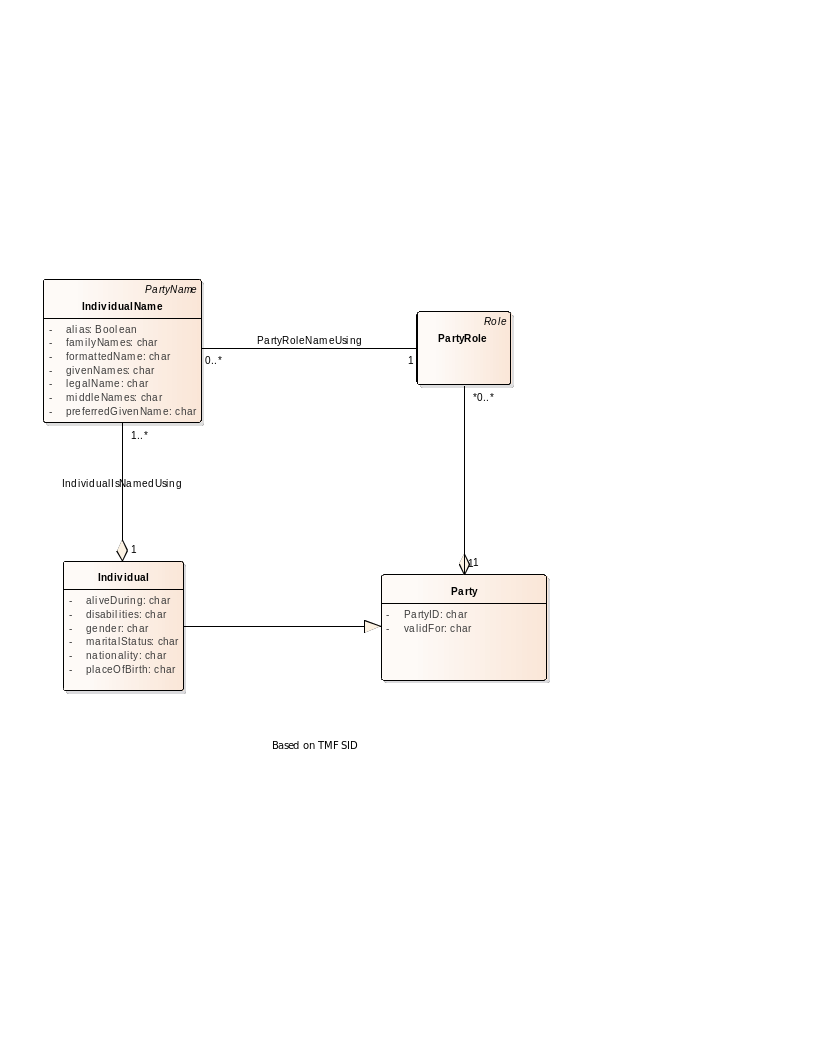 PartyName
IndividualName
- alias: Boolean
- familyNames: char
- formattedName: char
- givenNames: char
- legalName: char
- middleNames: char
- preferredGivenName: char
PartyRoleNameUsing
0..*
1
Role
PartyRole
*0..*
1..*
IndividualIsNamedUsing
1
11
Individual
- aliveDuring: char
- disabilities: char
- gender: char
- maritalStatus: char
- nationality: char
- placeOfBirth: char
Party
- PartyID: char
- validFor: char
Based on TMF SID